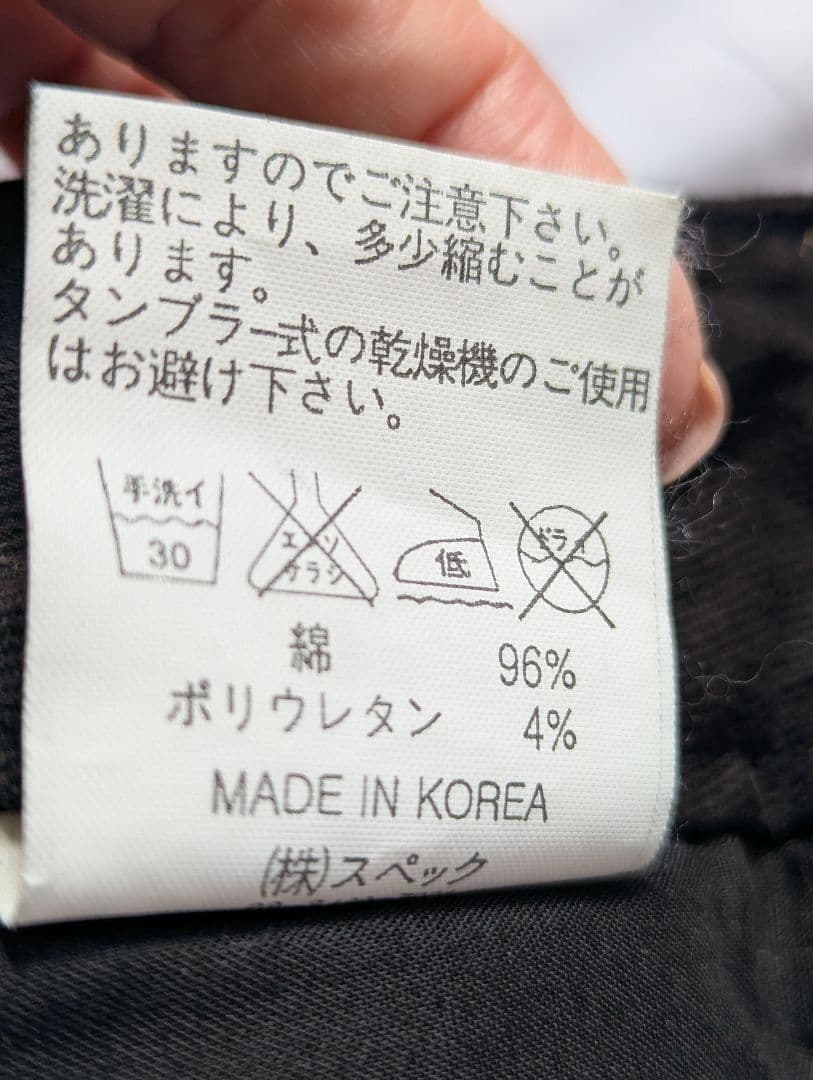 ありますのでご注意下さい。
洗濯により、多少縮むことが
あります。
タンブラー式の乾燥機のご使用
はお避け下さい。
手洗イ
30
エンソ
サラシ
低
ドライ
綿 96%
ポリウレタン 4%
MADE IN KOREA
(株)スペック